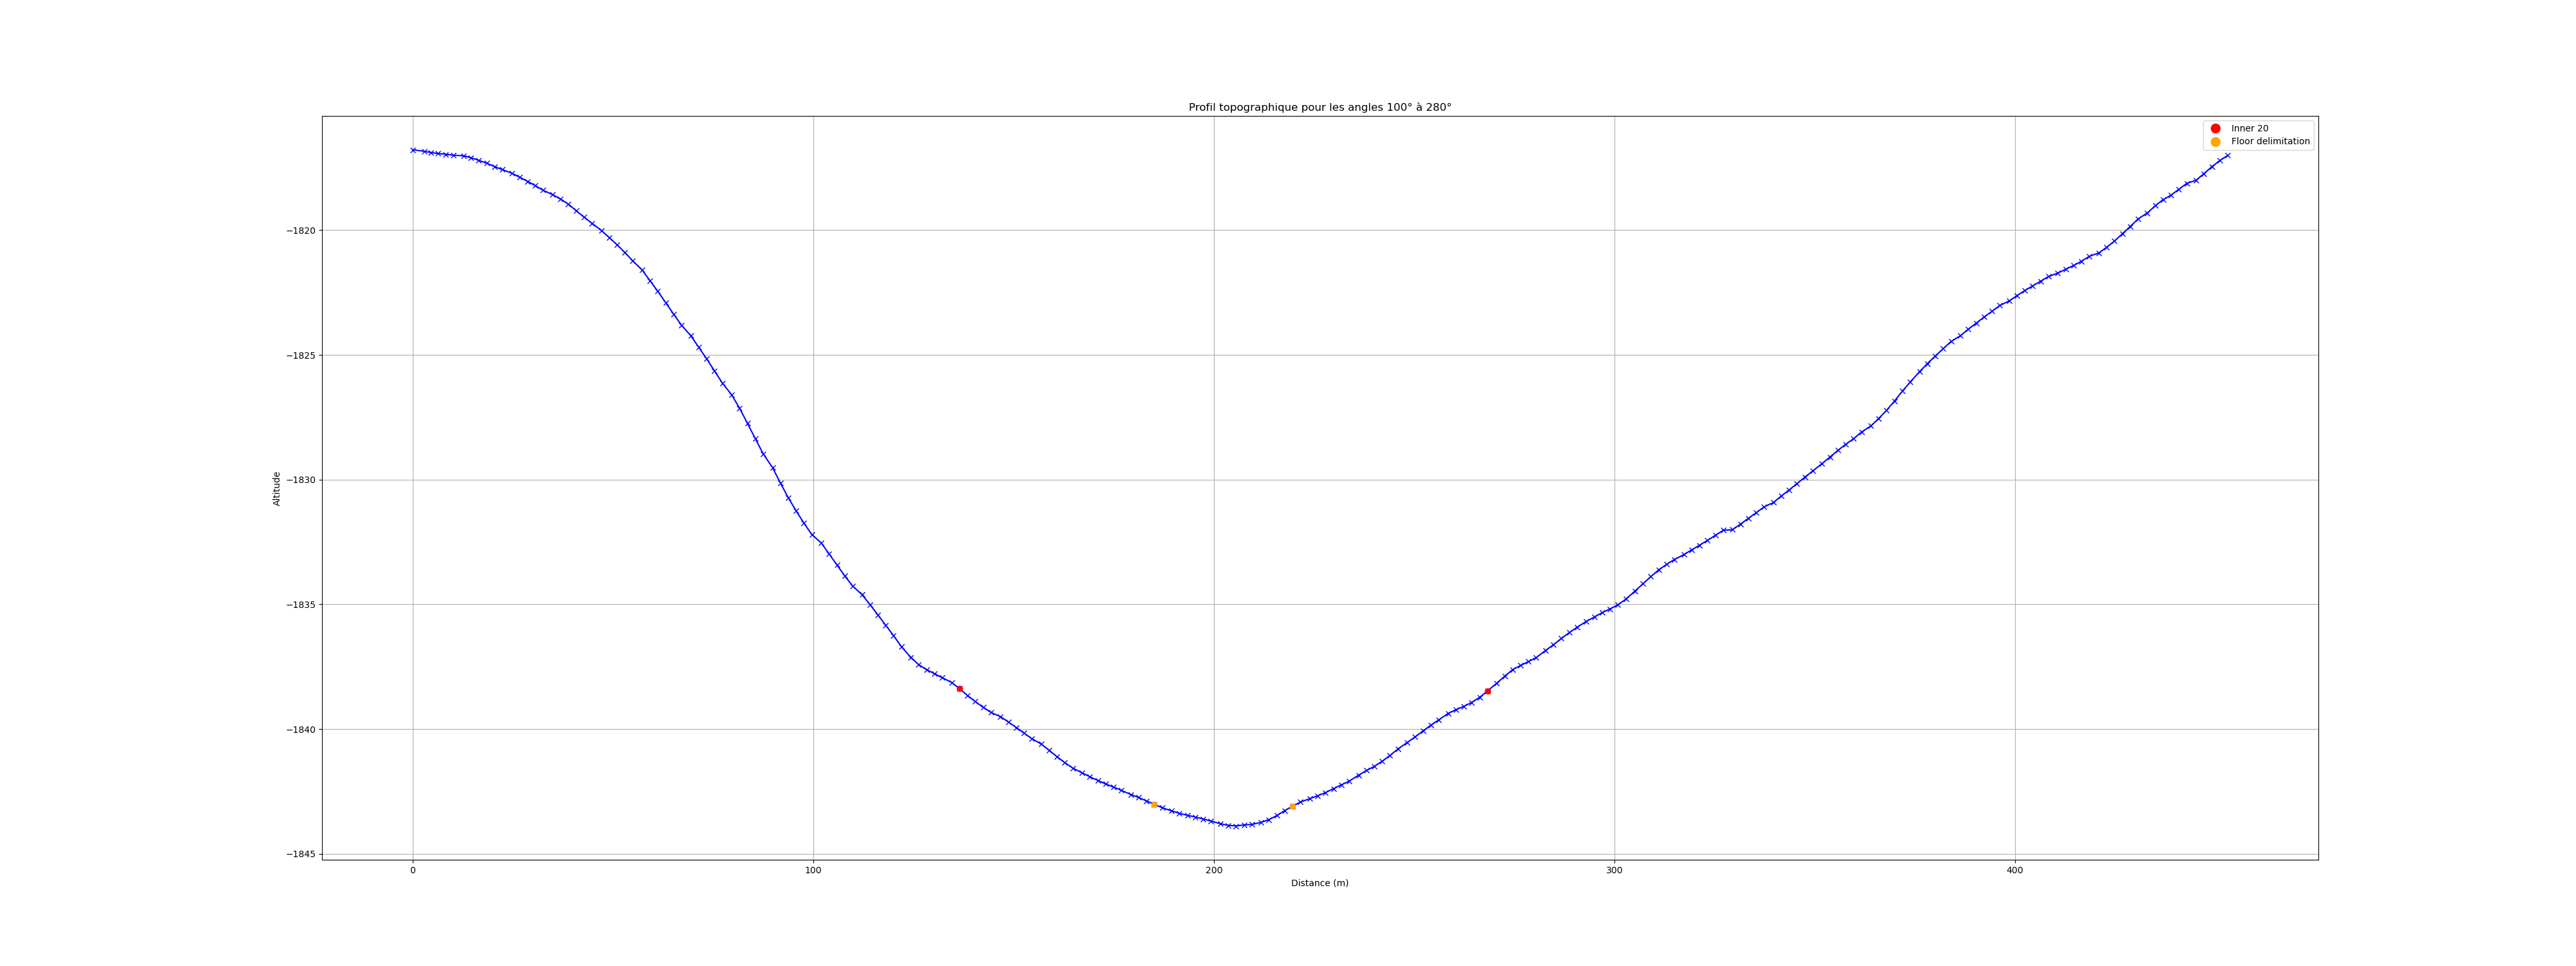 Profil topographique pour les angles 100° à 280°
Inner 20
Floor delimitation
Altitude
−1820
−1825
−1830
−1835
−1840
−1845
0
100
200
300
400
Distance (m)